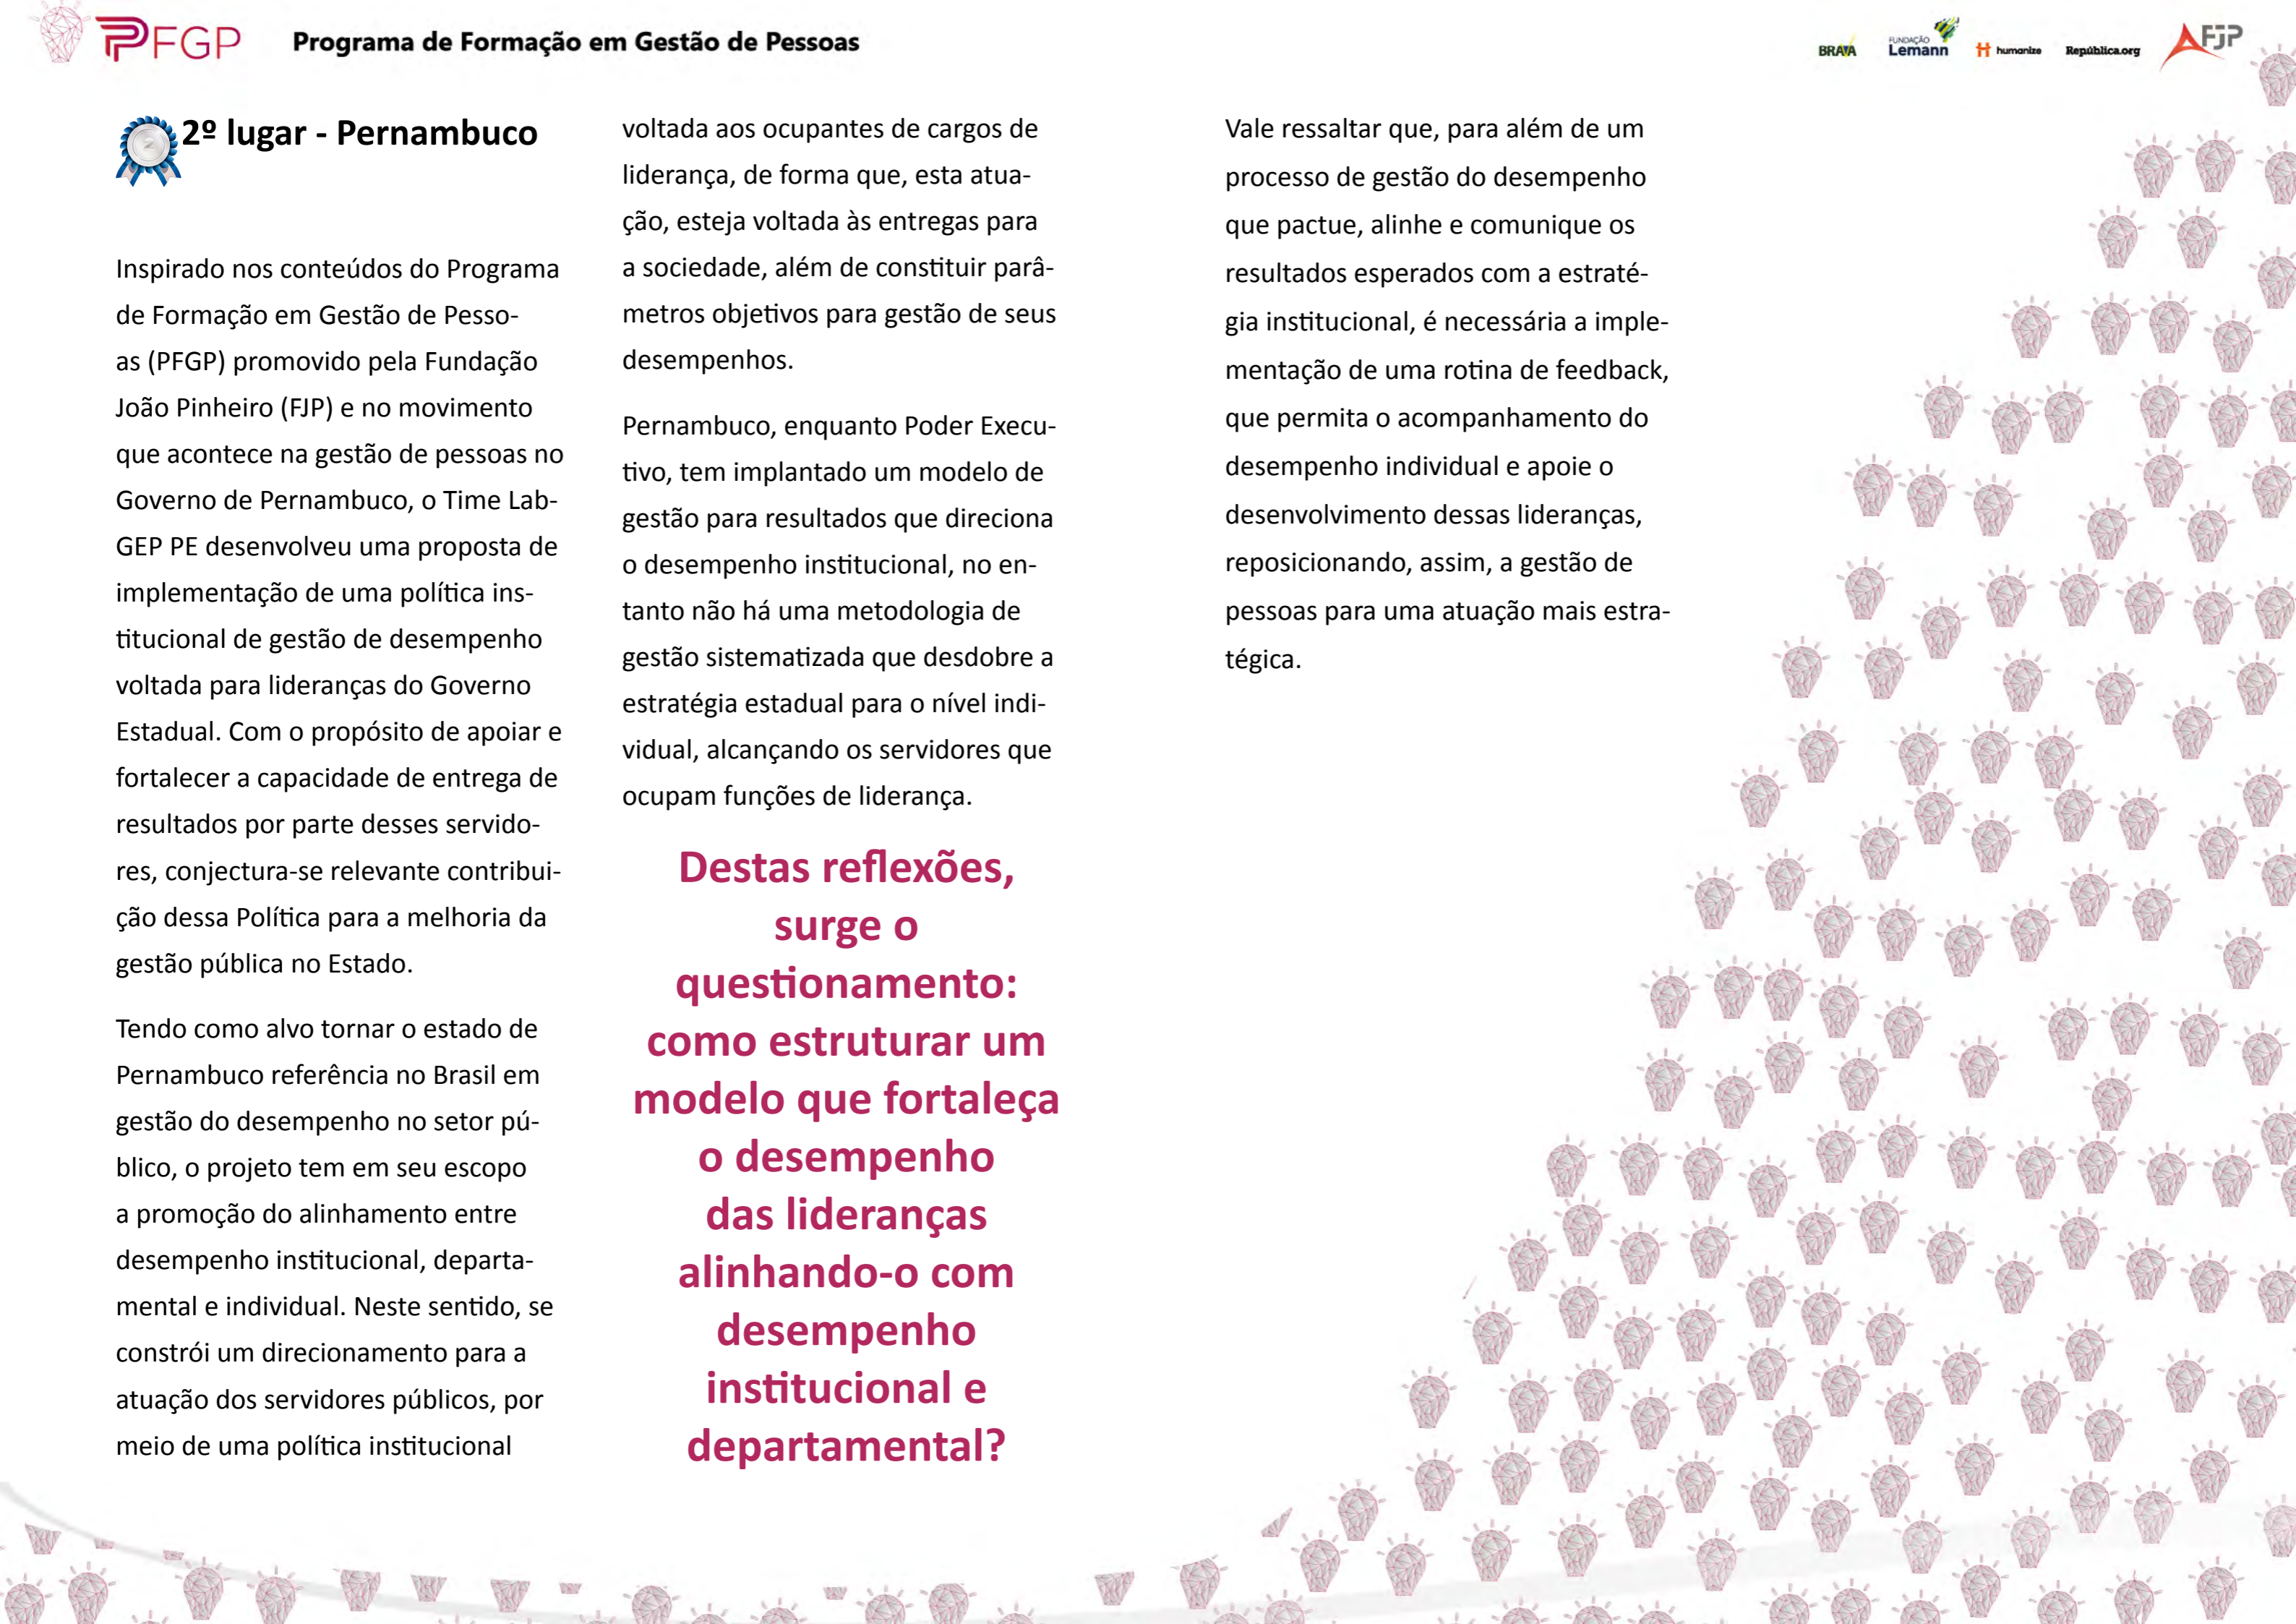 PFGP
Programa de Formação em Gestão de Pessoas
BRAVA
FUNDAÇÃO
Lemann
humanize
República.org
FJP
2º lugar - Pernambuco
Inspirado nos conteúdos do Programa
de Formação em Gestão de Pesso-
as (PFGP) promovido pela Fundação
João Pinheiro (FJP) e no movimento
que acontece na gestão de pessoas no
Governo de Pernambuco, o Time Lab-
GEP PE desenvolveu uma proposta de
implementação de uma política ins-
titucional de gestão de desempenho
voltada para lideranças do Governo
Estadual. Com o propósito de apoiar e
fortalecer a capacidade de entrega de
resultados por parte desses servido-
res, conjectura-se relevante contribui-
ção dessa Política para a melhoria da
gestão pública no Estado.
Tendo como alvo tornar o estado de
Pernambuco referência no Brasil em
gestão do desempenho no setor pú-
blico, o projeto tem em seu escopo
a promoção do alinhamento entre
desempenho institucional, departa-
mental e individual. Neste sentido, se
constrói um direcionamento para a
atuação dos servidores públicos, por
meio de uma política institucional
voltada aos ocupantes de cargos de
liderança, de forma que, esta atua-
ção, esteja voltada às entregas para
a sociedade, além de constituir parâ-
metros objetivos para gestão de seus
desempenhos.
Pernambuco, enquanto Poder Execu-
tivo, tem implantado um modelo de
gestão para resultados que direciona
o desempenho institucional, no en-
tanto não há uma metodologia de
gestão sistematizada que desdobre a
estratégia estadual para o nível indi-
vidual, alcançando os servidores que
ocupam funções de liderança.
Destas reflexões,
surge o
questionamento:
como estruturar um
modelo que fortaleça
o desempenho
das lideranças
alinhando-o com
desempenho
institucional e
departamental?
Vale ressaltar que, para além de um
processo de gestão do desempenho
que pactue, alinhe e comunique os
resultados esperados com a estraté-
gia institucional, é necessária a imple-
mentação de uma rotina de feedback,
que permita o acompanhamento do
desempenho individual e apoie o
desenvolvimento dessas lideranças,
reposicionando, assim, a gestão de
pessoas para uma atuação mais estra-
tégica.